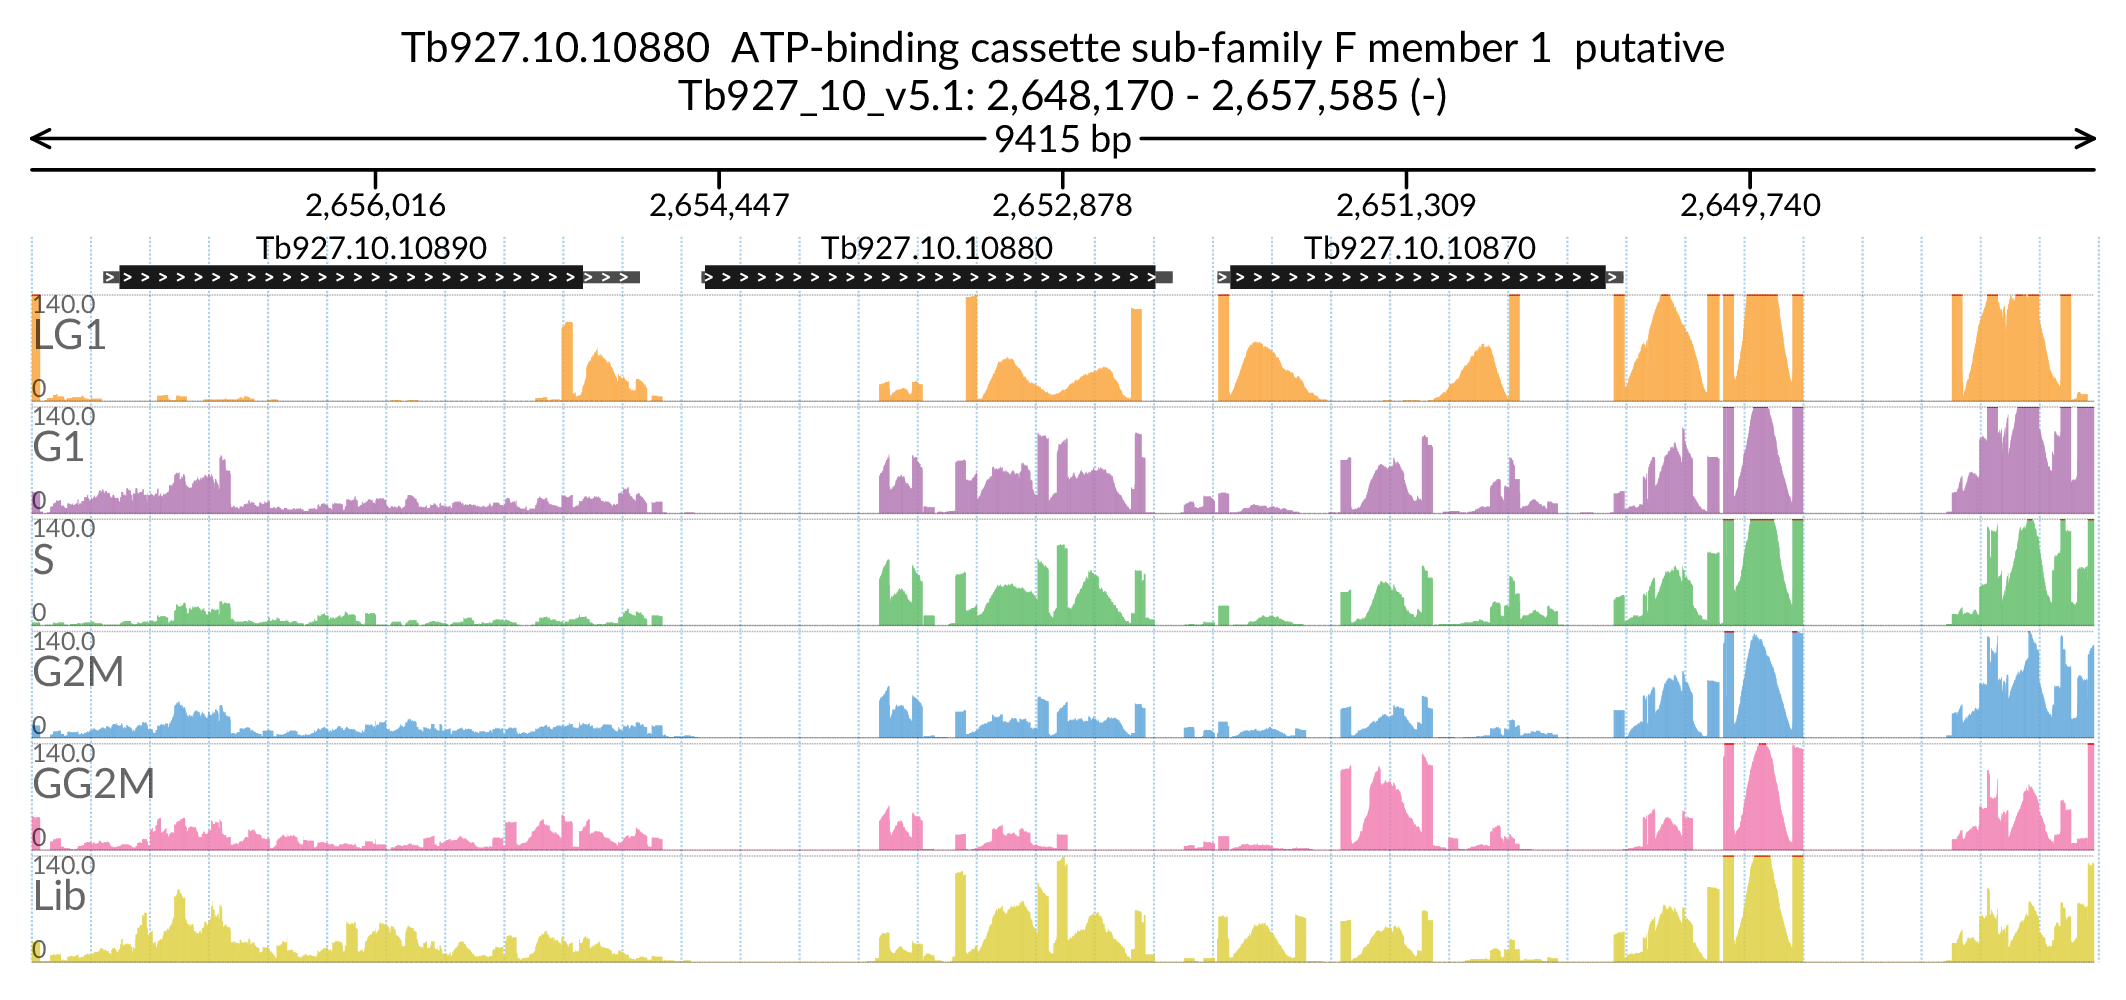 Tb927.10.10880 ATP-binding cassette sub-family F member 1 putative
Tb927_10_v5.1: 2,648,170 - 2,657,585 (-)
9415 bp
2,656,016 2,654,447 2,652,878 2,651,309 2,649,740
Tb927.10.10890 Tb927.10.10880 Tb927.10.10870
140.0
LG1
0
140.0
G1
0
140.0
S
0
140.0
G2M
0
140.0
GG2M
0
140.0
Lib
0